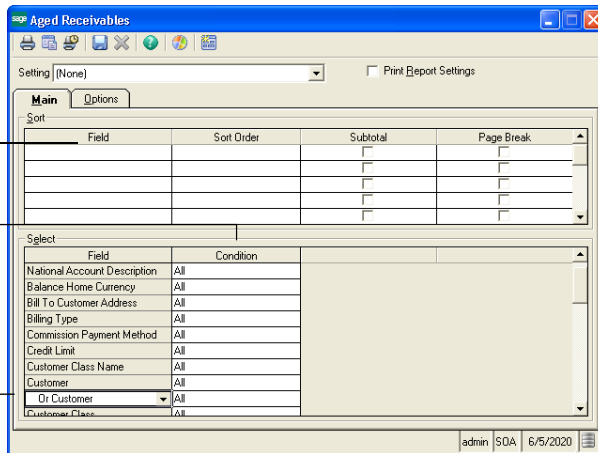 sage Aged Receivables
Setting (None) Print Report Settings
Main Options
Sort
Field Sort Order Subtotal Page Break
Select
Field Condition
National Account Description All
Balance Home Currency All
Bill To Customer Address All
Billing Type All
Commission Payment Method All
Credit Limit All
Customer Class Name All
Customer All
Or Customer All
Customer Class All
admin SOA 6/5/2020